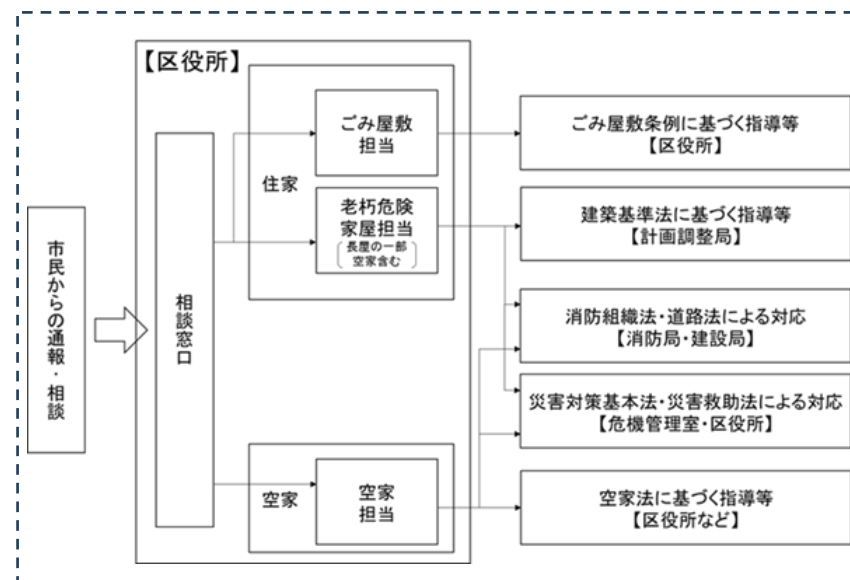 【区役所】
市民からの通報・相談
相談窓口
住家
ごみ屋敷
担当
老朽危険
家屋担当
長屋の一部
空家含む
空家
空家
担当
ごみ屋敷条例に基づく指導等
【区役所】
建築基準法に基づく指導等
【計画調整局】
消防組織法・道路法による対応
【消防局・建設局】
災害対策基本法・災害救助法による対応
【危機管理室・区役所】
空家法に基づく指導等
【区役所など】